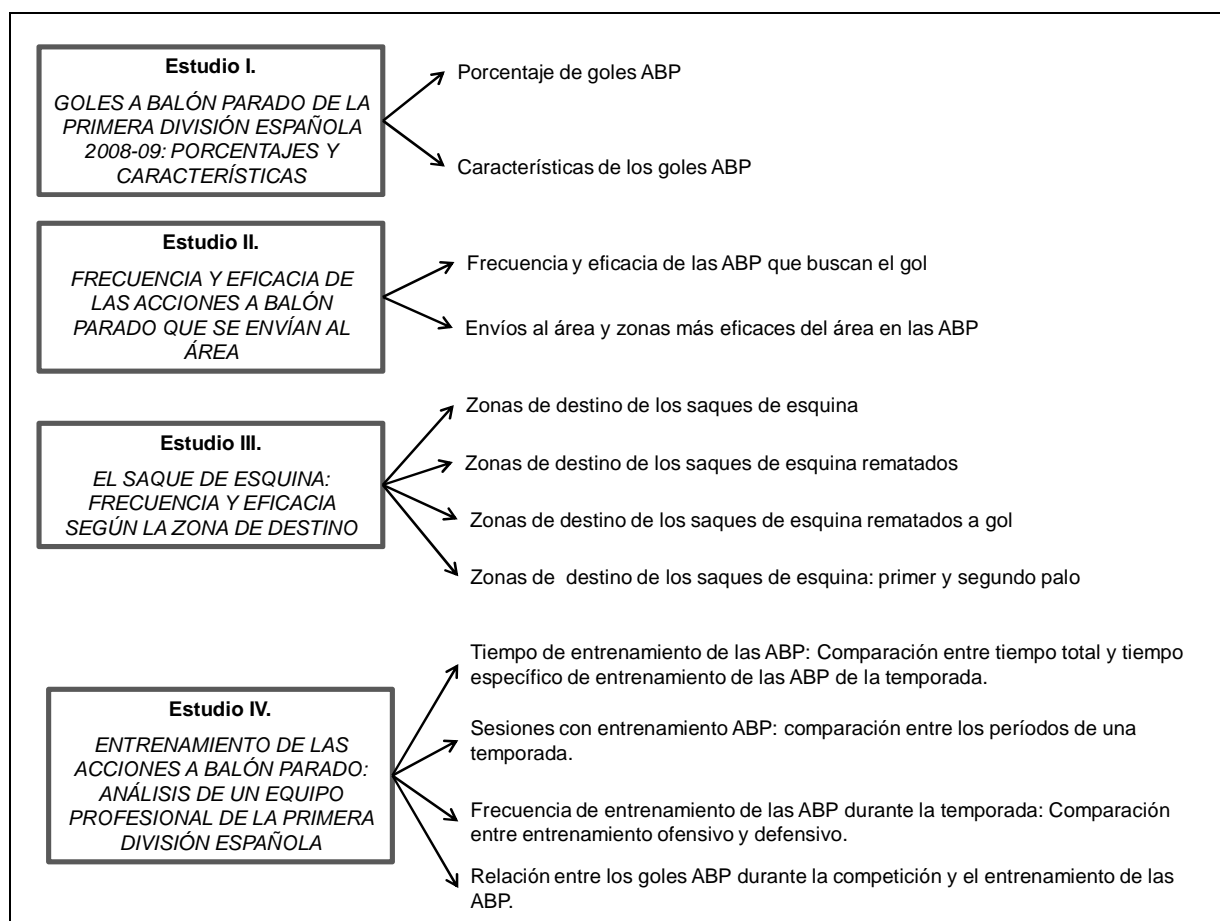 Estudio I.
GOLES A BALÓN PARADO DE LA
PRIMERA DIVISIÓN ESPAÑOLA
2008-09: PORCENTAJES Y
CARACTERÍSTICAS
Porcentaje de goles ABP
Características de los goles ABP
Estudio II.
FRECUENCIA Y EFICACIA DE
LAS ACCIONES A BALÓN
PARADO QUE SE ENVÍAN AL
ÁREA
Frecuencia y eficacia de las ABP que buscan el gol
Envíos al área y zonas más eficaces del área en las ABP
Estudio III.
EL SAQUE DE ESQUINA:
FRECUENCIA Y EFICACIA
SEGÚN LA ZONA DE DESTINO
Zonas de destino de los saques de esquina
Zonas de destino de los saques de esquina rematados
Zonas de destino de los saques de esquina rematados a gol
Zonas de destino de los saques de esquina: primer y segundo palo
Estudio IV.
ENTRENAMIENTO DE LAS
ACCIONES A BALÓN PARADO:
ANÁLISIS DE UN EQUIPO
PROFESIONAL DE LA PRIMERA
DIVISIÓN ESPAÑOLA
Tiempo de entrenamiento de las ABP: Comparación entre tiempo total y tiempo
específico de entrenamiento de las ABP de la temporada.
Sesiones con entrenamiento ABP: comparación entre los períodos de una
temporada.
Frecuencia de entrenamiento de las ABP durante la temporada: Comparación
entre entrenamiento ofensivo y defensivo.
Relación entre los goles ABP durante la competición y el entrenamiento de las
ABP.